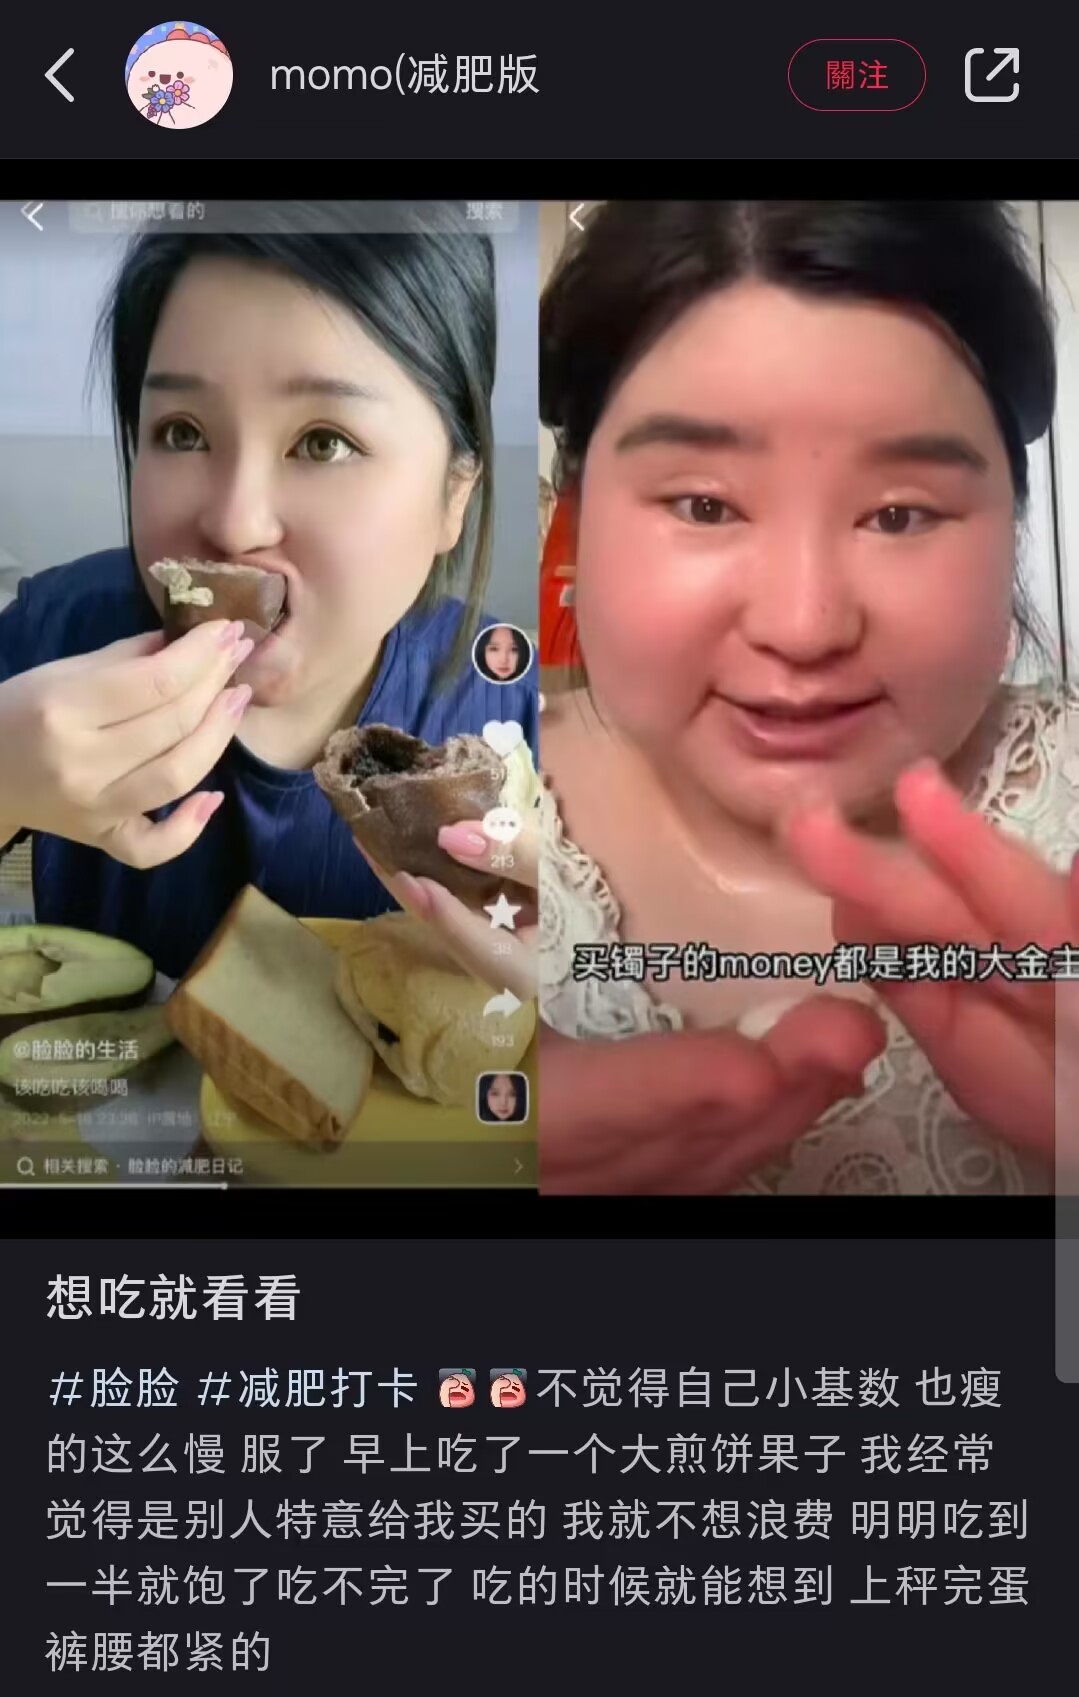 momo(减肥版
關注
搜你想看的
搜索
213
38
193
@脸脸的生活
该吃吃该喝喝
相关搜索 · 脸脸的减肥日记
买镯子的money都是我的大金主
想吃就看看
#脸脸 #减肥打卡 不觉得自己小基数 也瘦
的这么慢 服了 早上吃了一个大煎饼果子 我经常
觉得是别人特意给我买的 我就不想浪费 明明吃到
一半就饱了吃不完了 吃的时候就能想到 上秤完蛋
裤腰都紧的